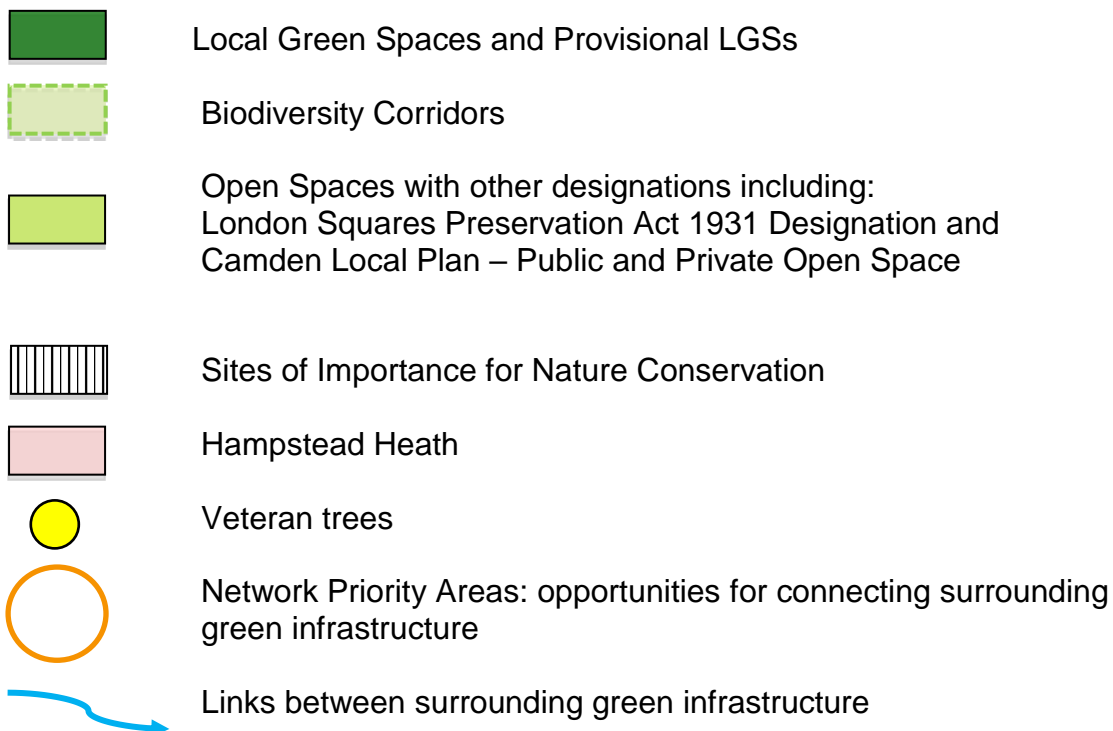 Local Green Spaces and Provisional LGSs
Biodiversity Corridors
Open Spaces with other designations including:
London Squares Preservation Act 1931 Designation and
Camden Local Plan – Public and Private Open Space
Sites of Importance for Nature Conservation
Hampstead Heath
Veteran trees
Network Priority Areas: opportunities for connecting surrounding
green infrastructure
Links between surrounding green infrastructure